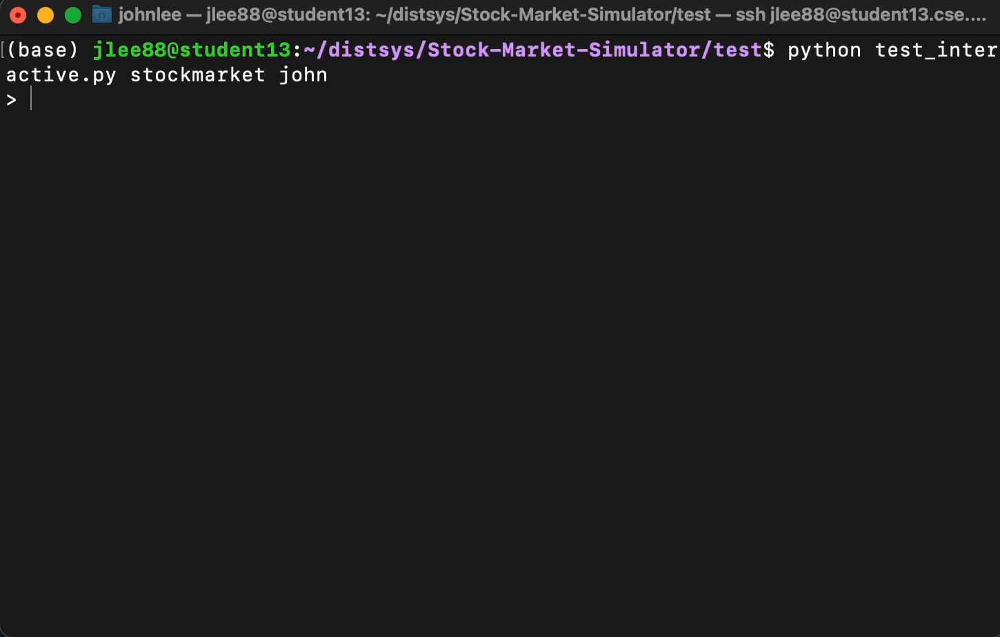 johnlee — jlee88@student13: ~/distsys/Stock-Market-Simulator/test — ssh jlee88@student13.cse....
[(base) jlee88@student13:~/distsys/Stock-Market-Simulator/test$ python test_inter
active.py stockmarket john
>